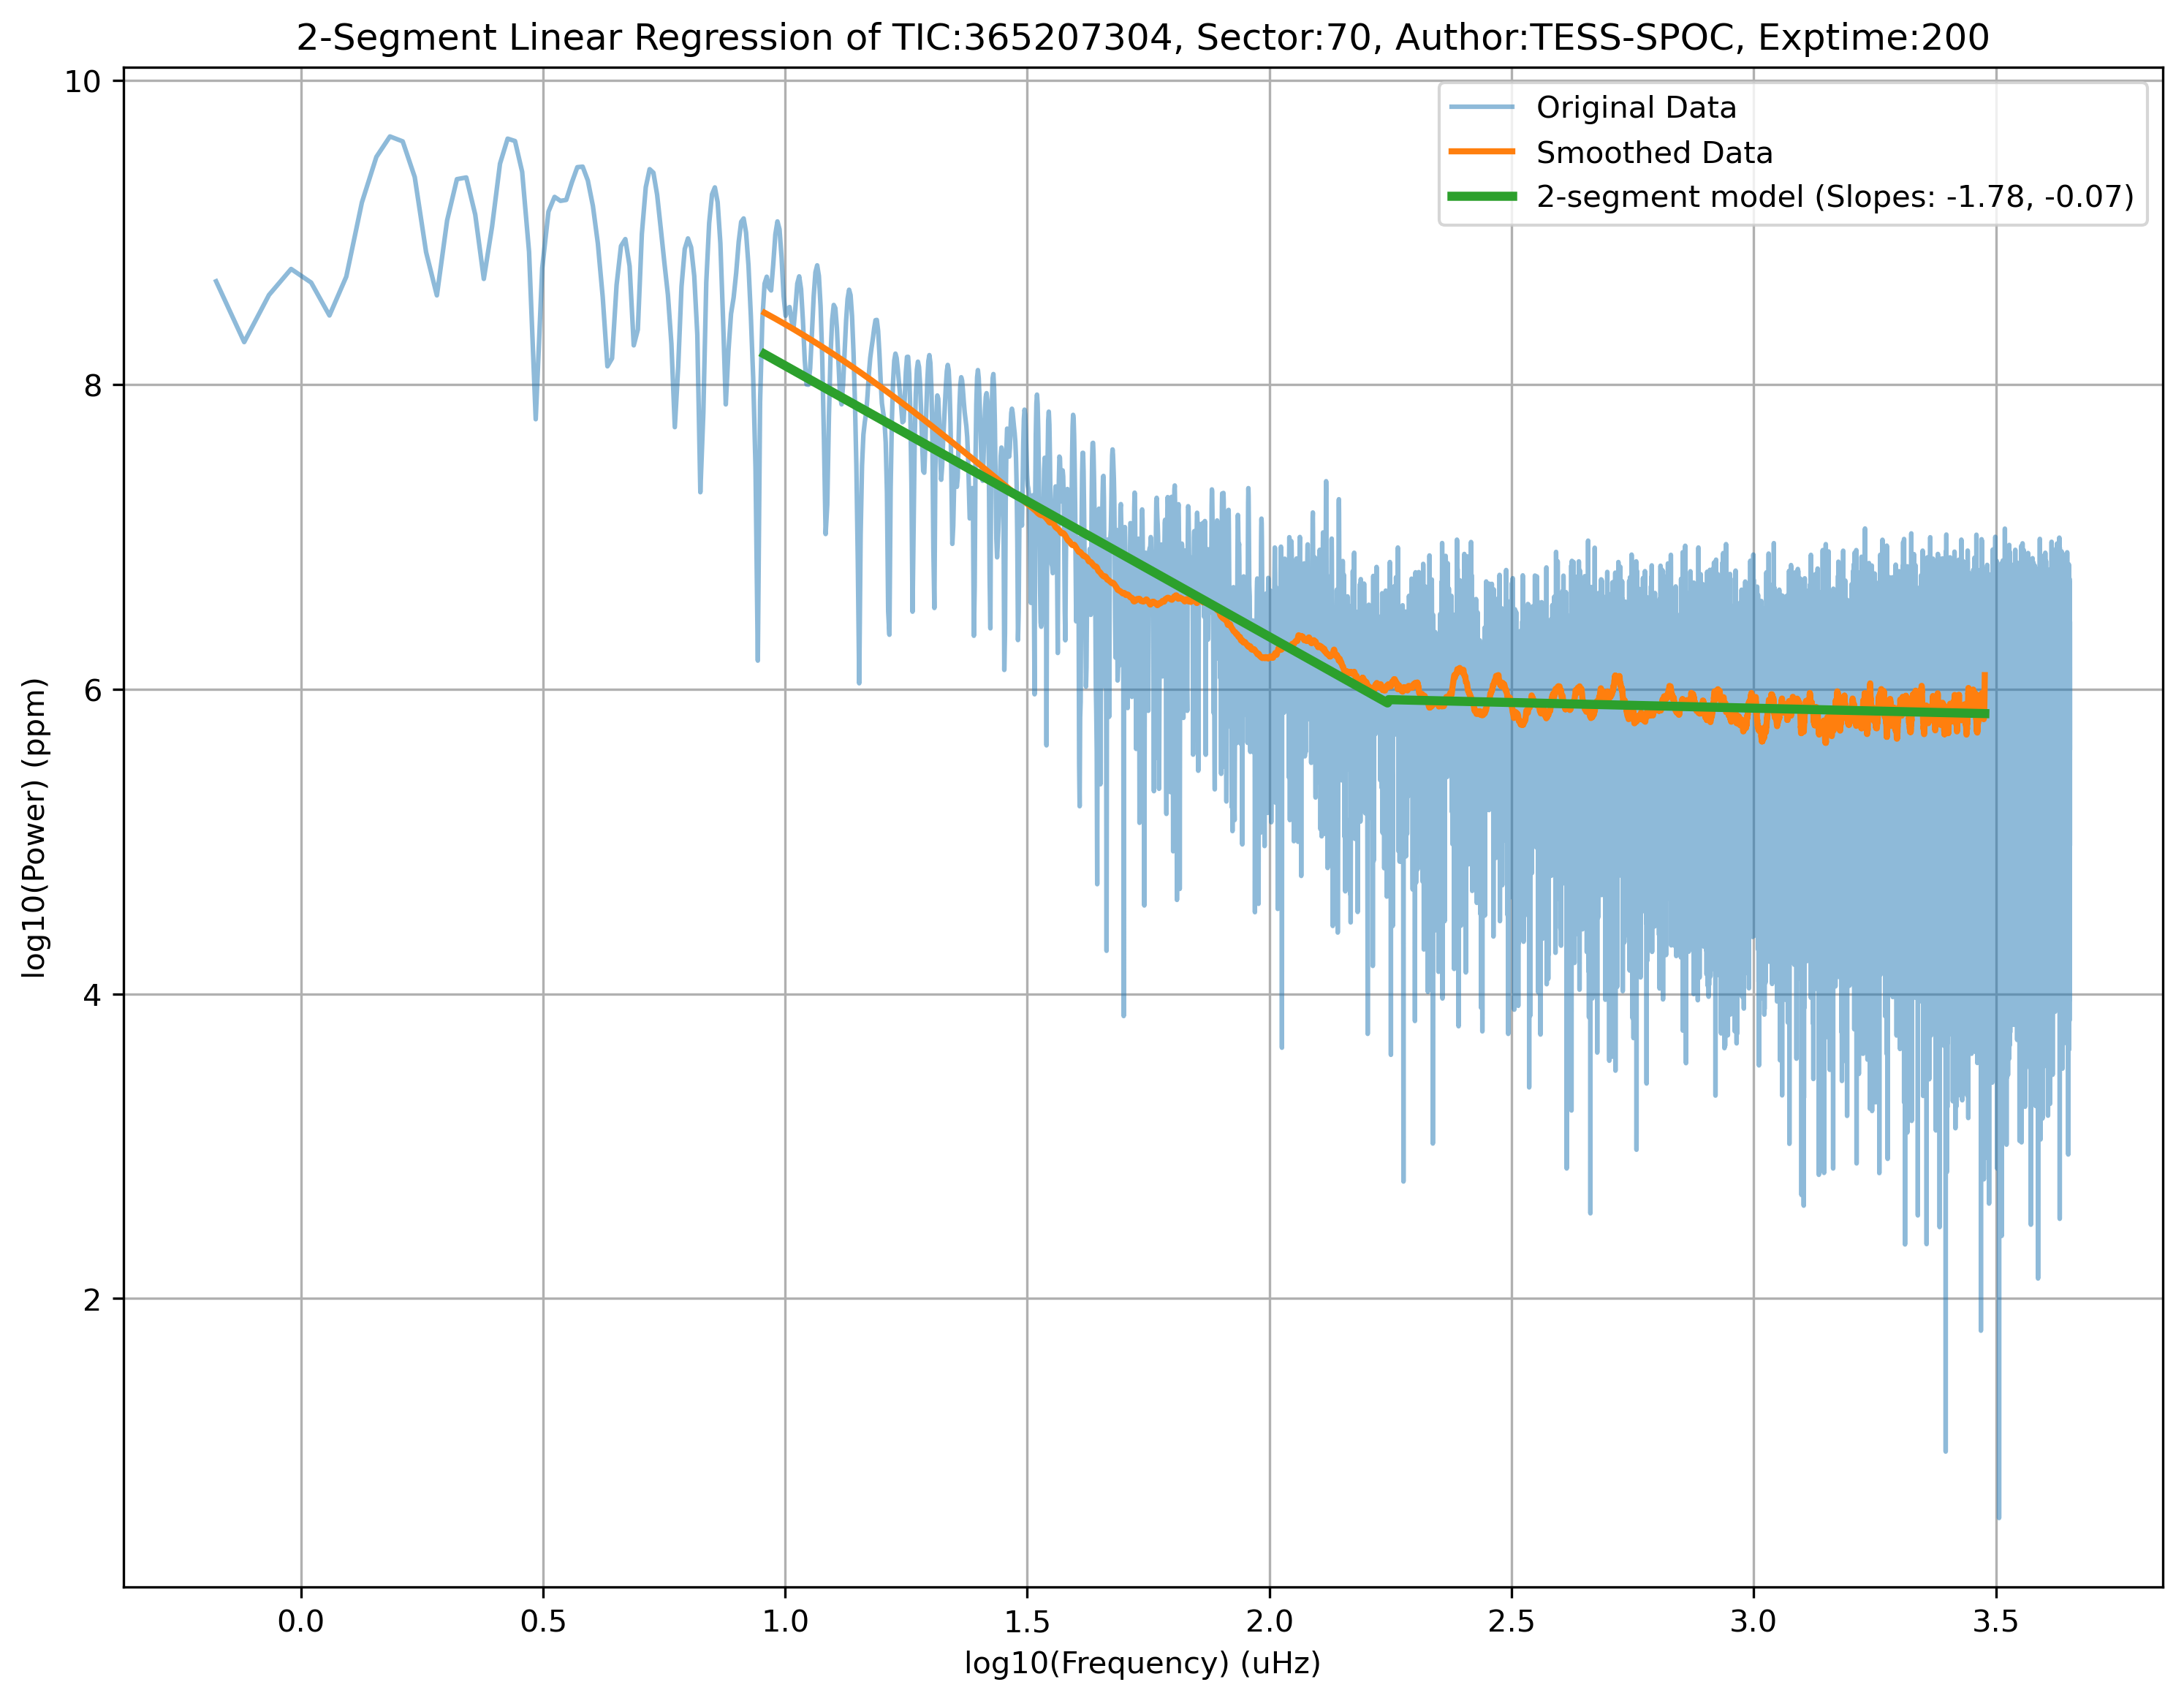 2-Segment Linear Regression of TIC:365207304, Sector:70, Author:TESS-SPOC, Exptime:200
Original Data
Smoothed Data
2-segment model (Slopes: -1.78, -0.07)
log10(Power) (ppm)
10
8
6
4
2
0.0 0.5 1.0 1.5 2.0 2.5 3.0 3.5
log10(Frequency) (uHz)